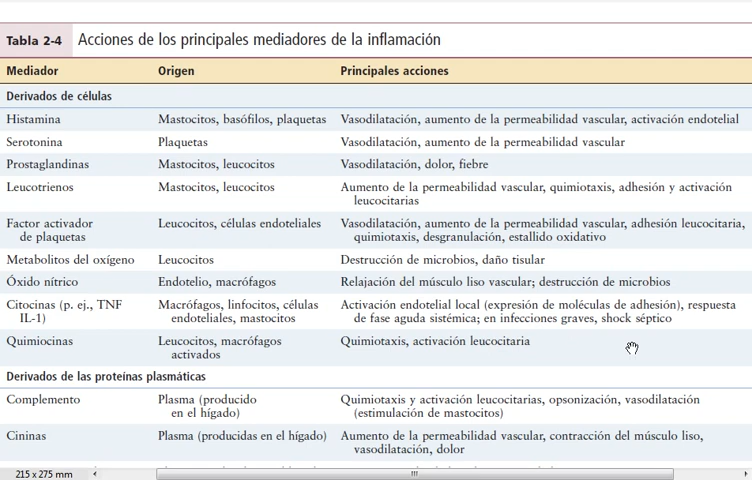 Tabla 2-4 Acciones de los principales mediadores de la inflamación
Mediador Origen Principales acciones
Derivados de células
Histamina Mastocitos, basófilos, plaquetas Vasodilatación, aumento de la permeabilidad vascular, activación endotelial
Serotonina Plaquetas Vasodilatación, aumento de la permeabilidad vascular
Prostaglandinas Mastocitos, leucocitos Vasodilatación, dolor, fiebre
Leucotrienos Mastocitos, leucocitos Aumento de la permeabilidad vascular, quimiotaxis, adhesión y activación
leucocitarias
Factor activador Leucocitos, células endoteliales Vasodilatación, aumento de la permeabilidad vascular, adhesión leucocitaria,
de plaquetas quimiotaxis, desgranulación, estallido oxidativo
Metabolitos del oxígeno Leucocitos Destrucción de microbios, daño tisular
Óxido nítrico Endotelio, macrófagos Relajación del músculo liso vascular; destrucción de microbios
Citocinas (p. ej., TNF Macrófagos, linfocitos, células Activación endotelial local (expresión de moléculas de adhesión), respuesta
IL-1) endoteliales, mastocitos de fase aguda sistémica; en infecciones graves, shock séptico
Quimiocinas Leucocitos, macrófagos Quimiotaxis, activación leucocitaria
activados
Derivados de las proteínas plasmáticas
Complemento Plasma (producido Quimiotaxis y activación leucocitarias, opsonización, vasodilatación
en el hígado) (estimulación de mastocitos)
Cininas Plasma (producidas en el hígado) Aumento de la permeabilidad vascular, contracción del músculo liso,
vasodilatación, dolor
215 x 275 mm